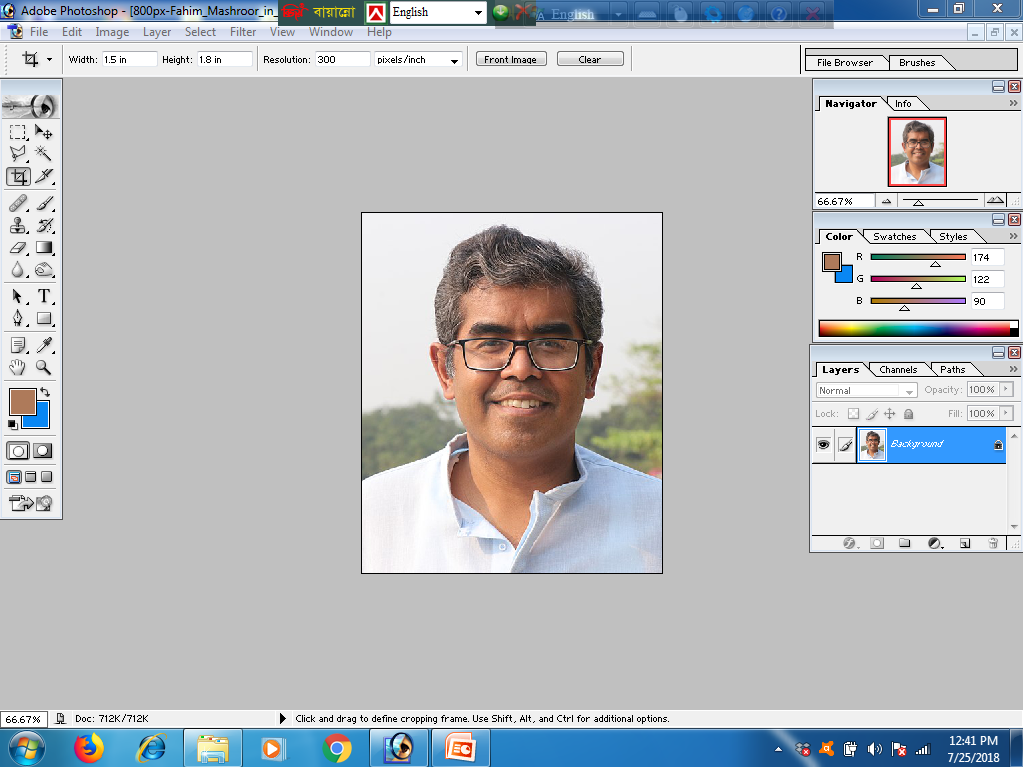 Adobe Photoshop - [800px-Fahim_Mashroor_in_ বায়ান্নো English English
File Edit Image Layer Select Filter View Window Help
Width: 1.5 in Height: 1.8 in Resolution: 300 pixels/inch Front Image Clear File Browser Brushes
Navigator Info
66.67%
Color Swatches Styles
R 174
G 122
B 90
Layers Channels Paths
Normal Opacity: 100%
Lock: Fill: 100%
Background
66.67% Doc: 712K/712K Click and drag to define cropping frame. Use Shift, Alt, and Ctrl for additional options.
12:41 PM
7/25/2018